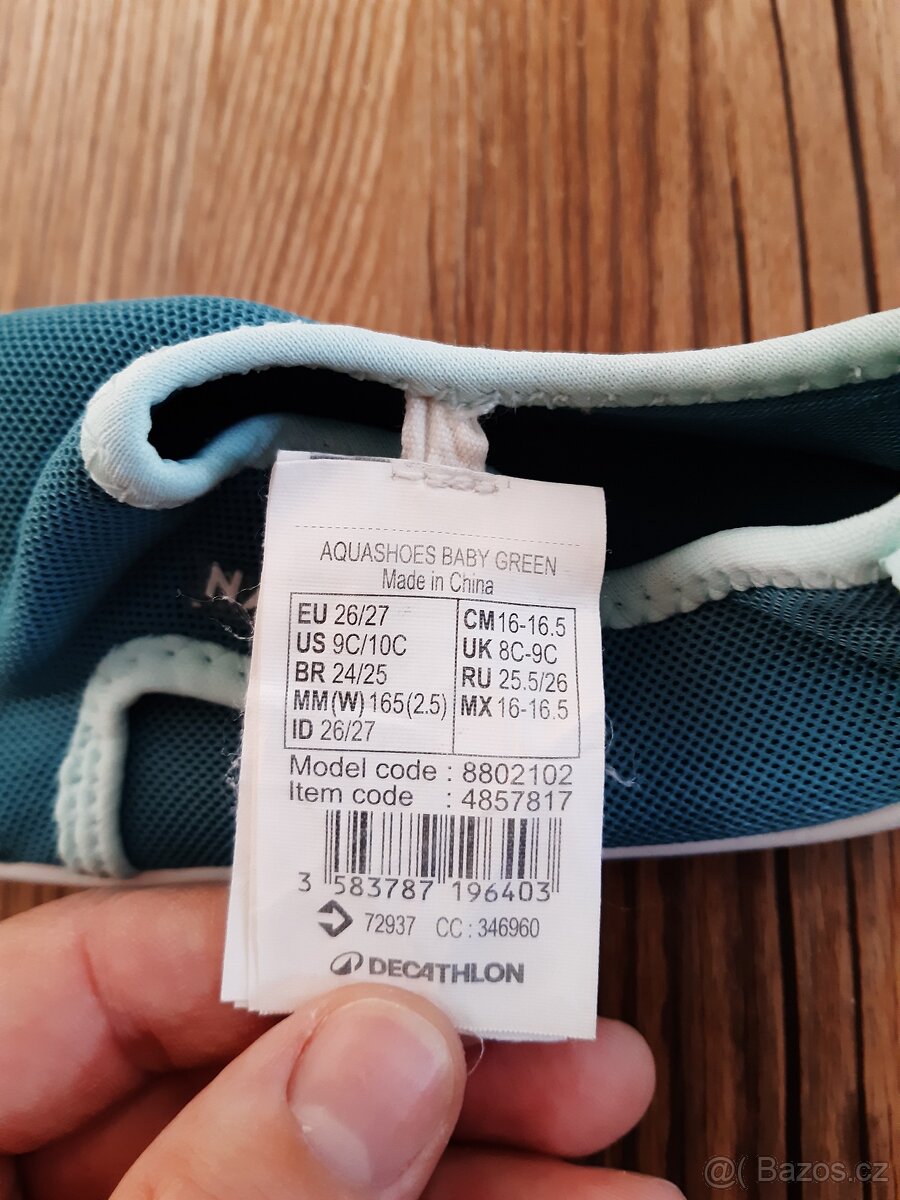 AQUASHOES BABY GREEN
Made in China
EU 26/27
US 9C/10C
BR 24/25
MM(W) 165(2.5)
ID 26/27
CM 16-16.5
UK 8C-9C
RU 25.5/26
MX 16-16.5
Model code : 8802102
Item code : 4857817
3 583787 196403
72937 CC : 346960
DECATHLON
@( Bazos.cz